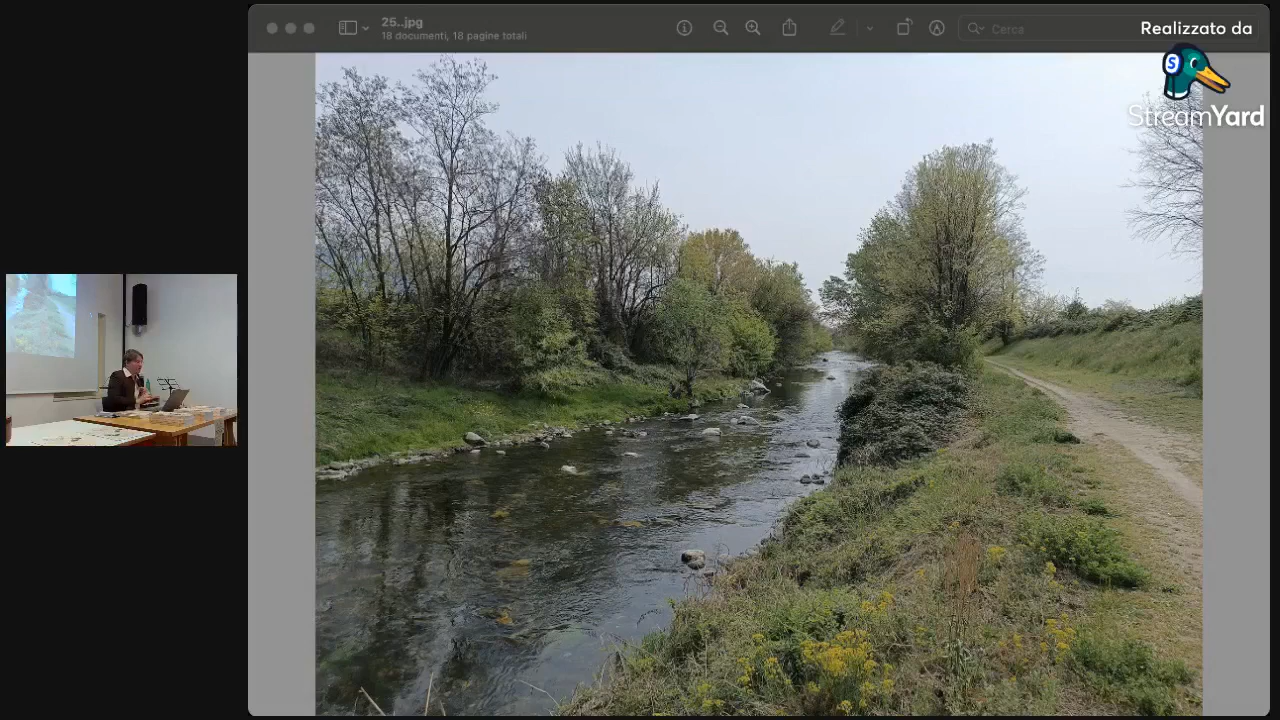 25..jpg
18 documenti, 18 pagine totali
Cerca
Realizzato da
S
StreamYard